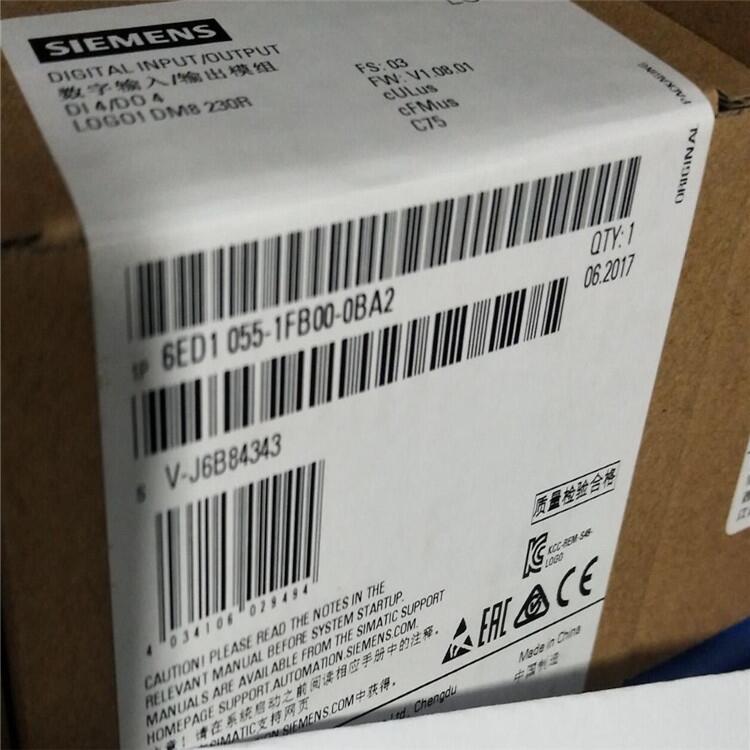 SIEMENS
DIGITAL INPUT/OUTPUT
数字输入/输出模组
DI 4/DO 4
LOGO! DM8 230R
FS: 03
FW: V1.08.01
cULus
cFMus
C75
PACKAGING
ORIGINAL
QTY: 1
06.2017
1P 6ED1 055-1FB00-0BA2
S V-J6B84343
4 034106 029494
质量检验合格
KCC-REM-S49-
LOGO
EAC
CE
CAUTION! PLEASE READ THE NOTES IN THE
RELEVANT MANUAL BEFORE SYSTEM STARTUP.
MANUALS ARE AVAILABLE FROM THE SIMATIC SUPPORT
HOMEPAGE SUPPORT.AUTOMATION.SIEMENS.COM.
注意！请在系统启动之前阅读相应手册中的注释。
SIMATIC支持网页
SIEMENS.COM中获得。
Made in China
中国制造
Ltd, Chengdu